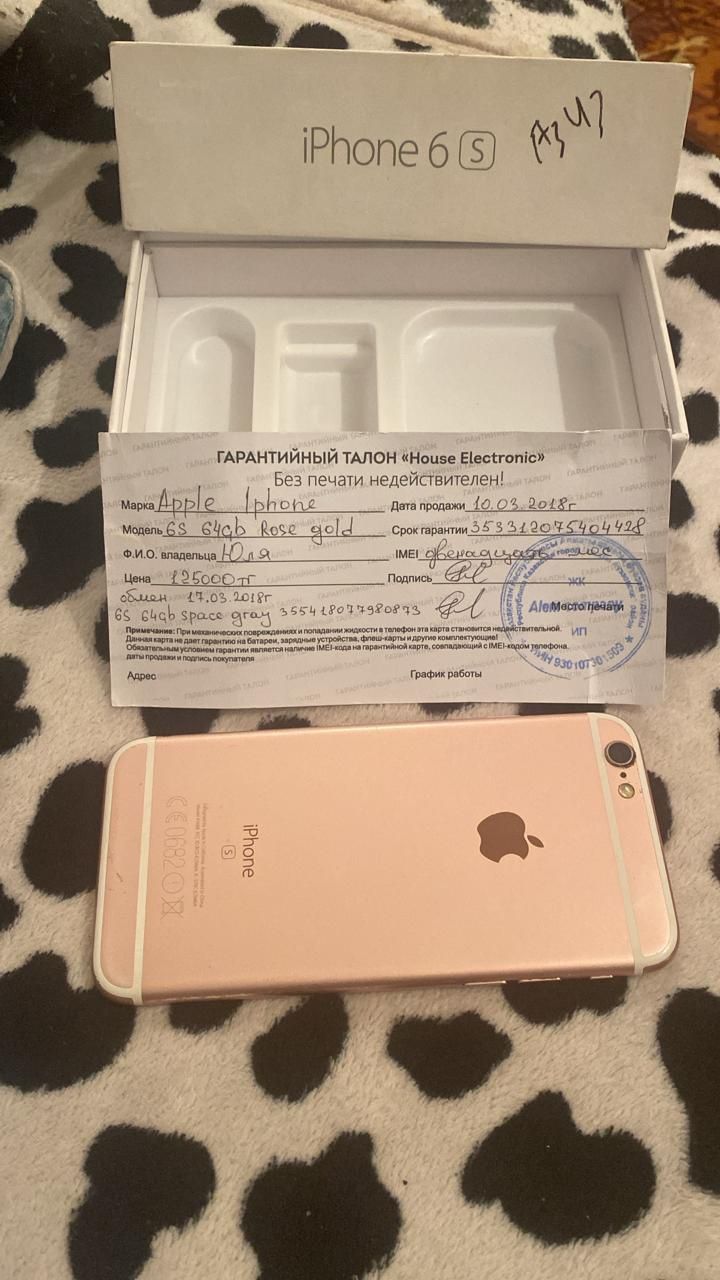 iPhone 6 S
ГАРАНТИЙНЫЙ ТАЛОН «House Electronic»
Без печати недействителен!
Марка Apple Iphone Дата продажи 10.03.2018г
Модель 6S 64gb Rose gold Срок гарантии 353312075404428
Ф.И.О. владельца Юля IMEI двенадцать мес
Цена 125000тг Подпись
обмен 17.03.2018г
6S 64gb space gray 355418077980873
ЖК
Место печати
ИП
Примечание: При механических повреждениях и попадании жидкости в телефон эта карта становится недействительной.
Данная карта не дает гарантию на батареи, зарядные устройства, флеш-карты и другие комплектующие!
Обязательным условием гарантии является наличие IMEI-кода на гарантийной карте, совпадающий с IMEI-кодом телефона.
даты продажи и подпись покупателя
Адрес График работы
iPhone
S
CE0682